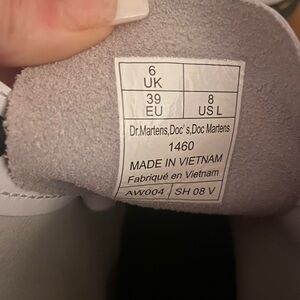 6
UK
39 8
EU US L
Dr.Martens,Doc's,Doc Martens
1460
MADE IN VIETNAM
Fabriqué en Vietnam
AW004 SH 08 V